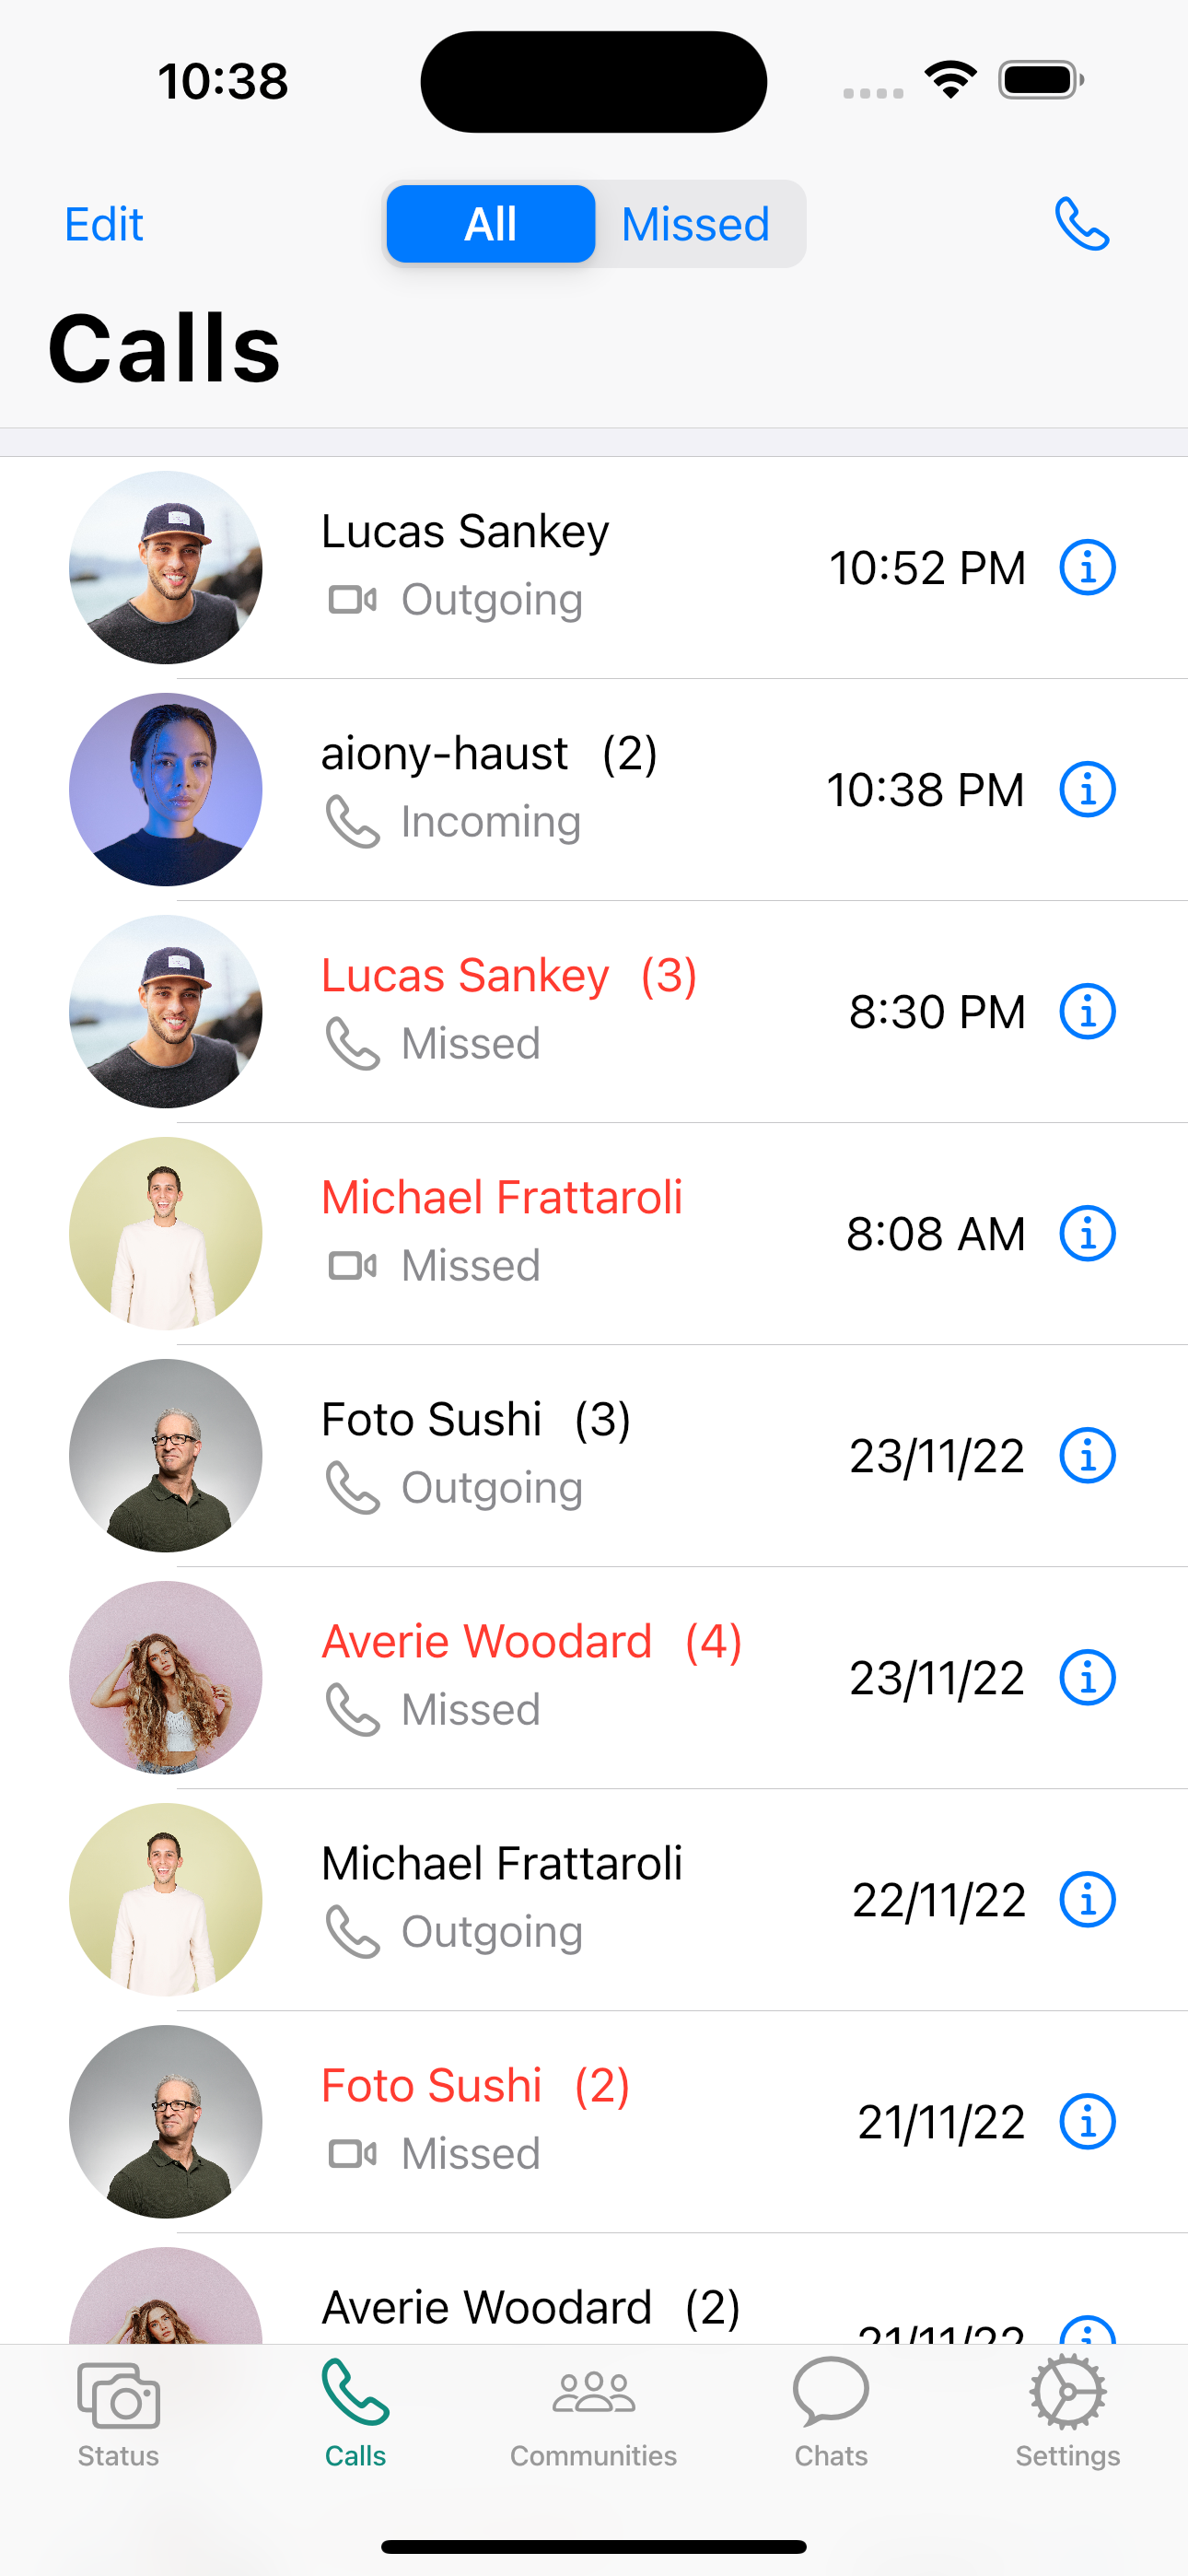 10:38
Edit All Missed
Calls
Lucas Sankey
Outgoing
10:52 PM
aiony-haust (2)
Incoming
10:38 PM
Lucas Sankey (3)
Missed
8:30 PM
Michael Frattaroli
Missed
8:08 AM
Foto Sushi (3)
Outgoing
23/11/22
Averie Woodard (4)
Missed
23/11/22
Michael Frattaroli
Outgoing
22/11/22
Foto Sushi (2)
Missed
21/11/22
Averie Woodard (2)
21/11/22
Status Calls Communities Chats Settings